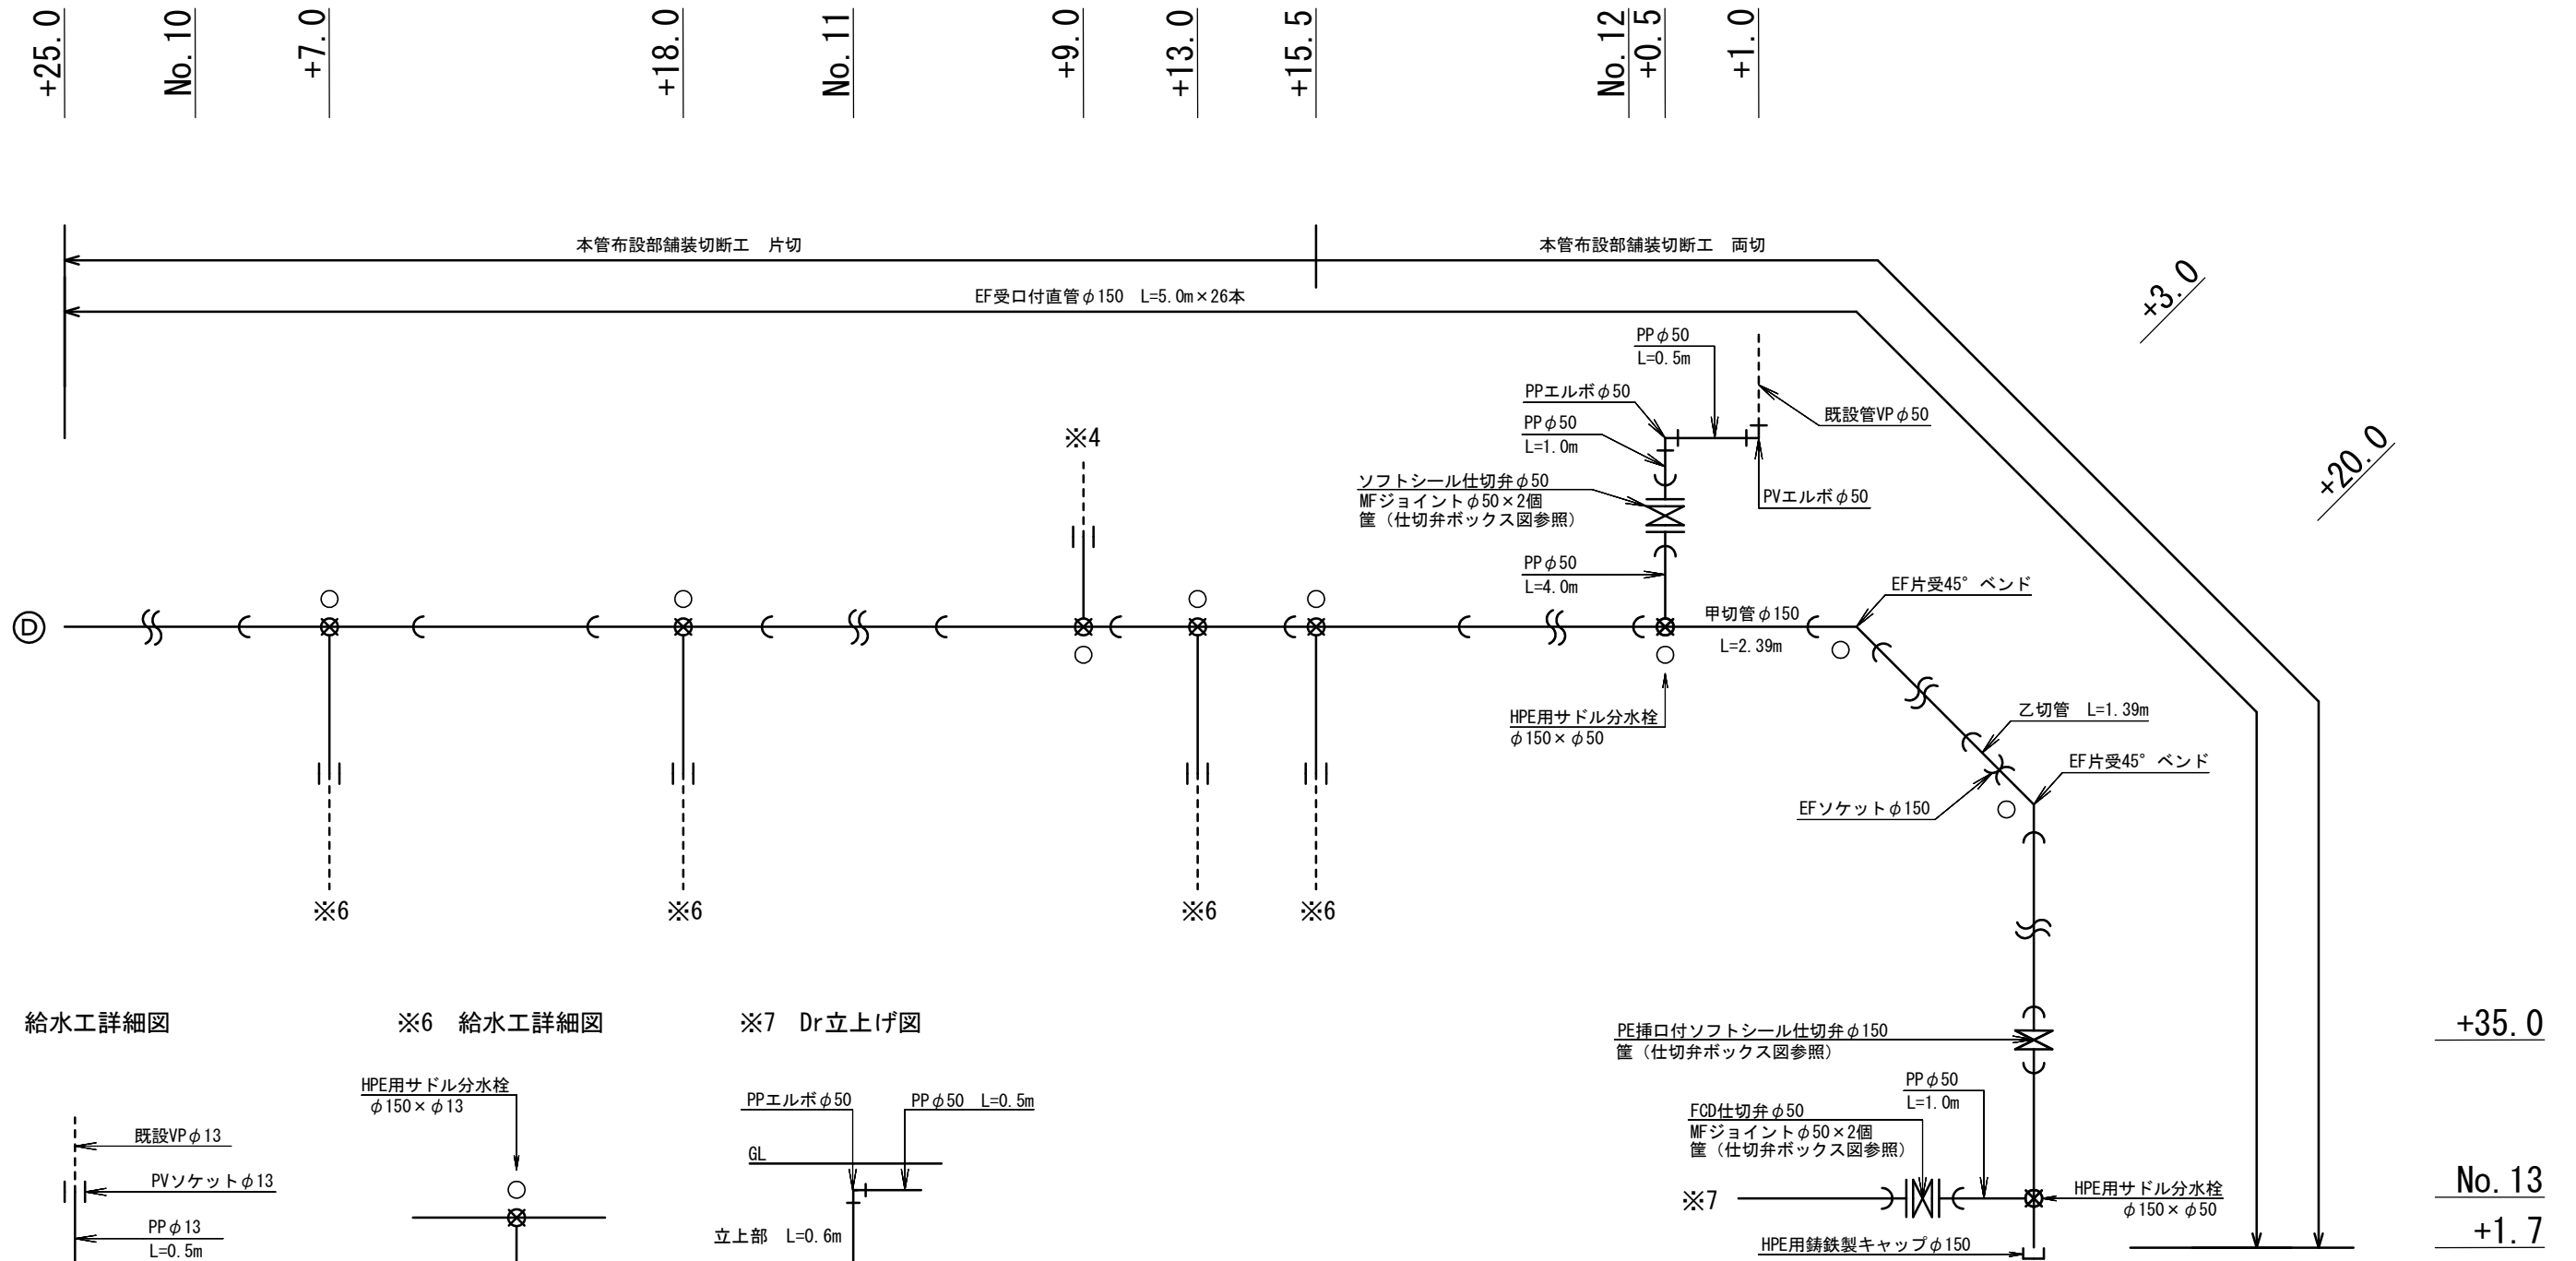 +25.0
No.10
+7.0
+18.0
No.11
+9.0
+13.0
+15.5
No.12
+0.5
+1.0
本管布設部舗装切断工　片切
本管布設部舗装切断工　両切
EF受口付直管φ150　L=5.0m×26本
+3.0
+20.0
PPφ50
L=0.5m
PPエルボφ50
PPφ50
L=1.0m
既設管VPφ50
※4
ソフトシール仕切弁φ50
MFジョイントφ50×2個
筐（仕切弁ボックス図参照）
PVエルボφ50
PPφ50
L=4.0m
EF片受45°ベンド
D
甲切管φ150
L=2.39m
HPE用サドル分水栓
φ150×φ50
乙切管　L=1.39m
EF片受45°ベンド
EFソケットφ150
※6
※6
※6
※6
給水工詳細図
※6　給水工詳細図
※7　Dr立上げ図
PE挿口付ソフトシール仕切弁φ150
筐（仕切弁ボックス図参照）
+35.0
HPE用サドル分水栓
φ150×φ13
PPエルボφ50
PPφ50　L=0.5m
PPφ50
L=1.0m
FCD仕切弁φ50
MFジョイントφ50×2個
筐（仕切弁ボックス図参照）
既設VPφ13
GL
PVソケットφ13
※7
HPE用サドル分水栓
φ150×φ50
No.13
PPφ13
L=0.5m
立上部　L=0.6m
HPE用鋳鉄製キャップφ150
+1.7